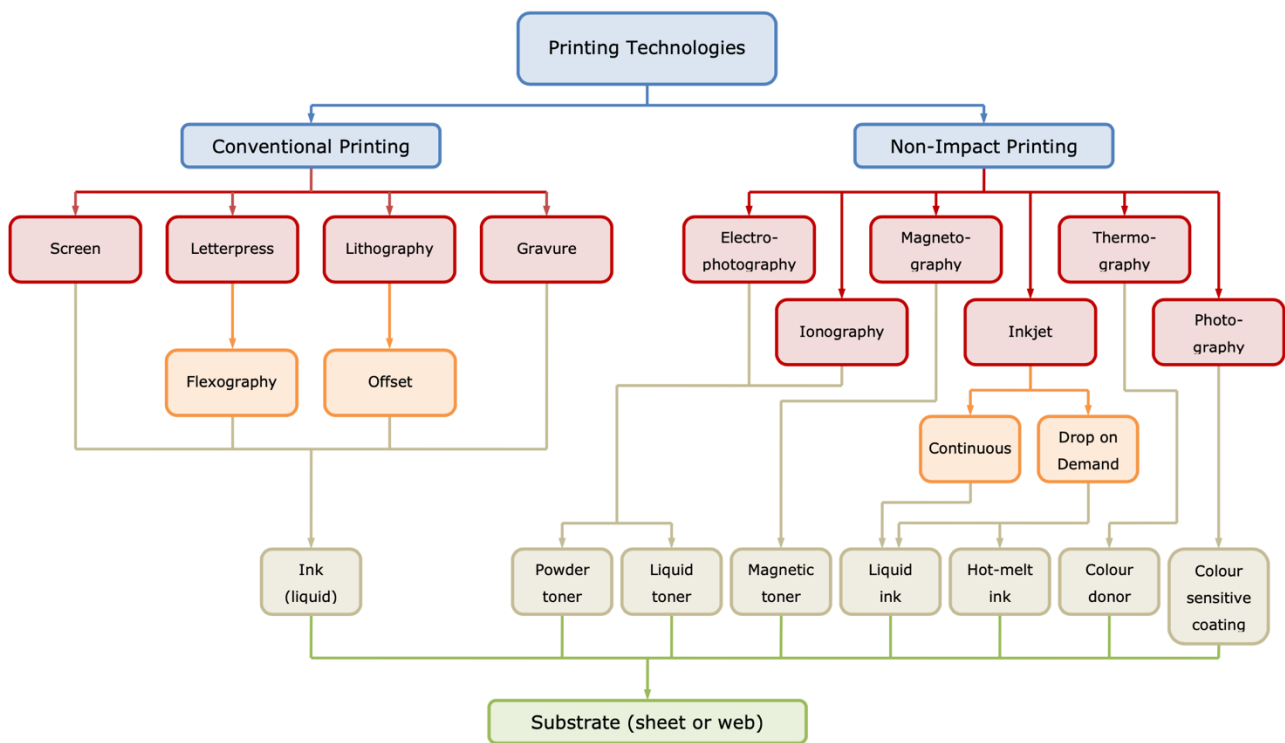 Printing Technologies
Conventional Printing
Non-Impact Printing
Screen
Letterpress
Lithography
Gravure
Electro-
photography
Magneto-
graphy
Thermo-
graphy
Ionography
Inkjet
Photo-
graphy
Flexography
Offset
Continuous
Drop on
Demand
Ink
(liquid)
Powder
toner
Liquid
toner
Magnetic
toner
Liquid
ink
Hot-melt
ink
Colour
donor
Colour
sensitive
coating
Substrate (sheet or web)